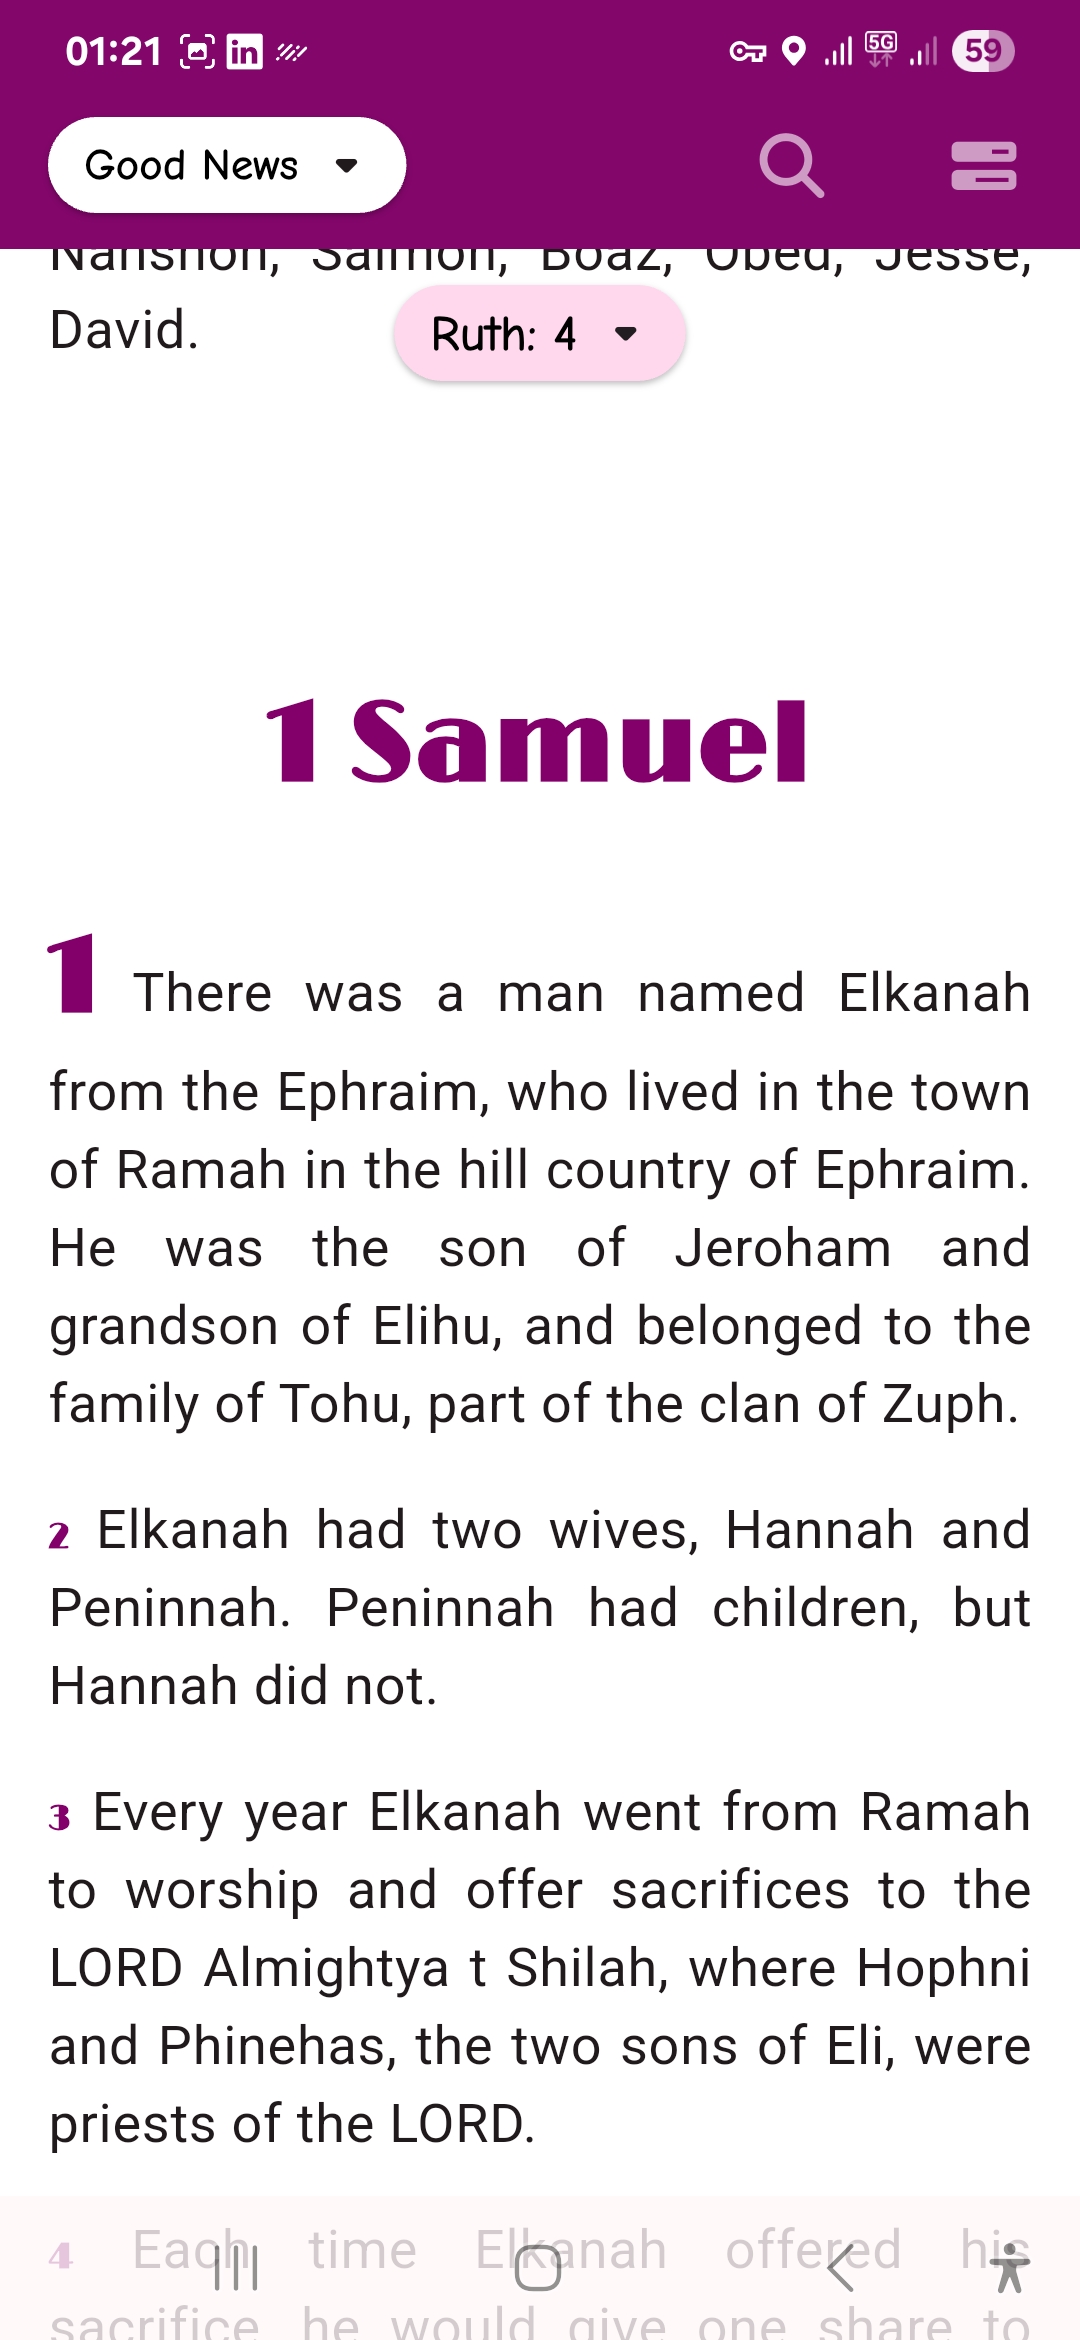 01:21 in 5G 59
Good News
Nahshon, Salmon, Boaz, Obed, Jesse,
David.
Ruth: 4
1 Samuel
1 There was a man named Elkanah
from the Ephraim, who lived in the town
of Ramah in the hill country of Ephraim.
He was the son of Jeroham and
grandson of Elihu, and belonged to the
family of Tohu, part of the clan of Zuph.
2 Elkanah had two wives, Hannah and
Peninnah. Peninnah had children, but
Hannah did not.
3 Every year Elkanah went from Ramah
to worship and offer sacrifices to the
LORD Almightya t Shilah, where Hophni
and Phinehas, the two sons of Eli, were
priests of the LORD.
4 Each time Elkanah offered his
sacrifice he would give one share to